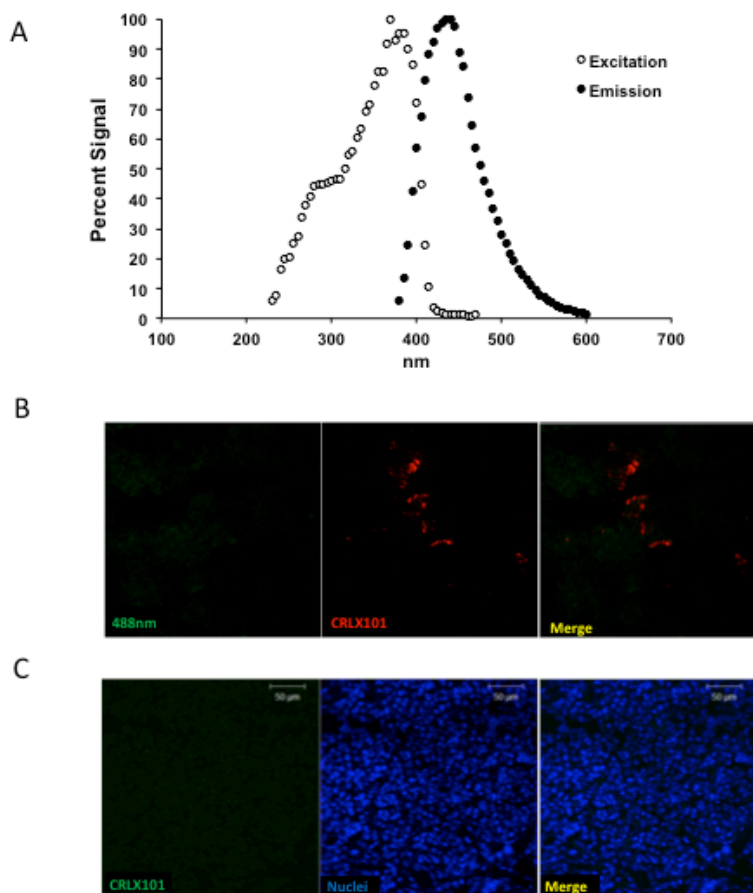 A
100
90
80
70
60
50
40
30
20
10
0
Percent Signal
Excitation
Emission
100 200 300 400 500 600 700
nm
B
488nm CRLX101 Merge
C
50 µm 50 µm 50 µm
CRLX101 Nuclei Merge